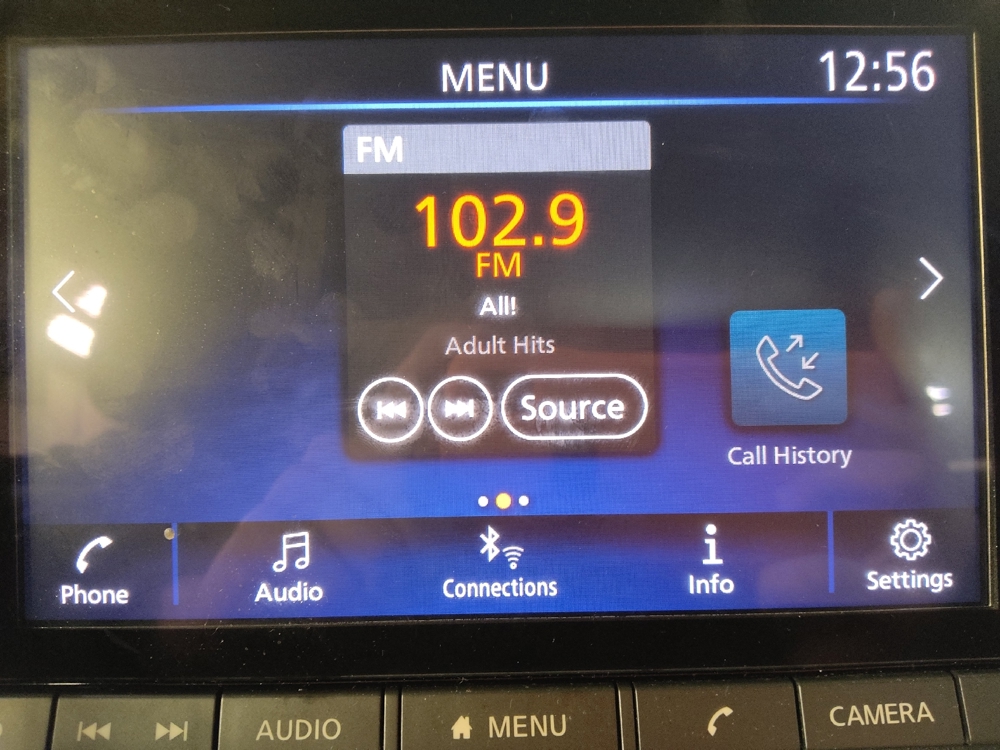 MENU
12:56
FM
102.9
FM
All!
Adult Hits
Source
Call History
Phone
Audio
Connections
Info
Settings
AUDIO
MENU
CAMERA